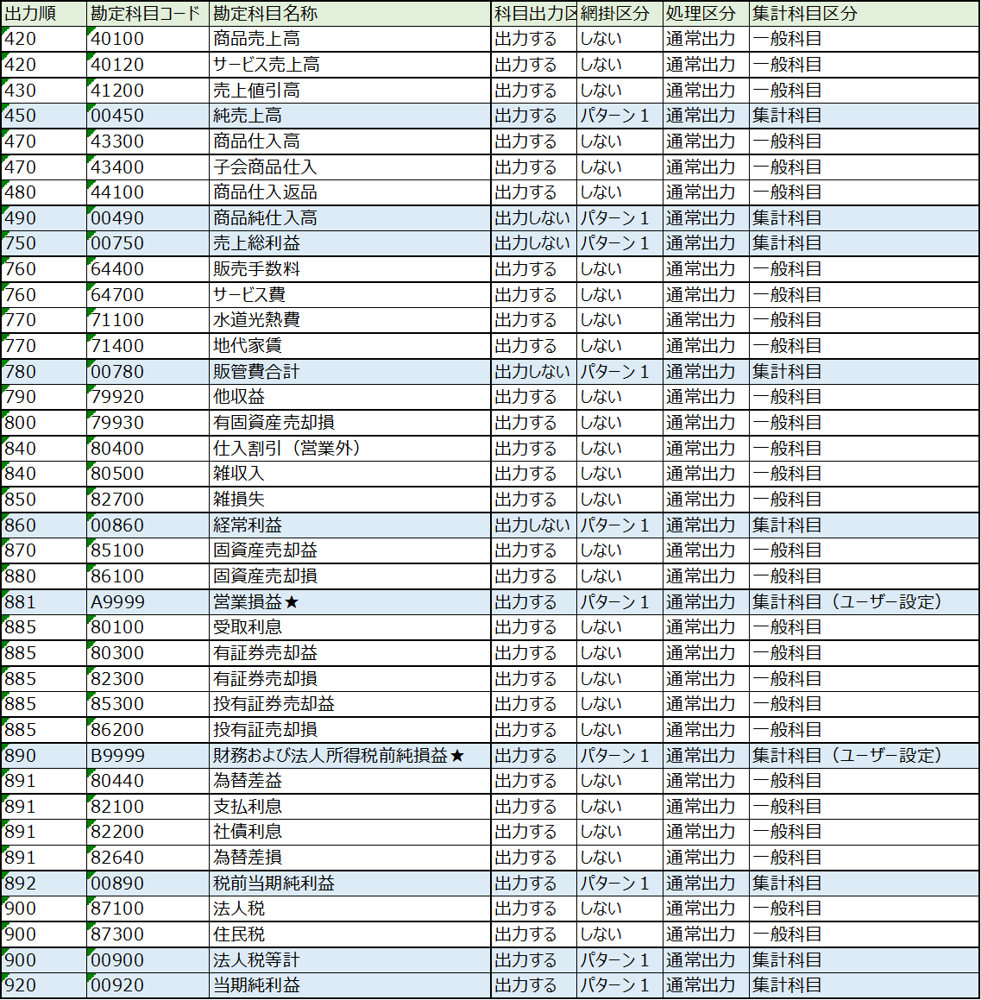 出力順 勘定科目コード 勘定科目名称 科目出力区 網掛区分 処理区分 集計科目区分
420 40100 商品売上高 出力する しない 通常出力 一般科目
420 40120 サービス売上高 出力する しない 通常出力 一般科目
430 41200 売上値引高 出力する しない 通常出力 一般科目
450 00450 純売上高 出力する パターン１ 通常出力 集計科目
470 43300 商品仕入高 出力する しない 通常出力 一般科目
470 43400 子会商品仕入 出力する しない 通常出力 一般科目
480 44100 商品仕入返品 出力する しない 通常出力 一般科目
490 00490 商品純仕入高 出力しない パターン１ 通常出力 集計科目
750 00750 売上総利益 出力しない パターン１ 通常出力 集計科目
760 64400 販売手数料 出力する しない 通常出力 一般科目
760 64700 サービス費 出力する しない 通常出力 一般科目
770 71100 水道光熱費 出力する しない 通常出力 一般科目
770 71400 地代家賃 出力する しない 通常出力 一般科目
780 00780 販管費合計 出力しない パターン１ 通常出力 集計科目
790 79920 他収益 出力する しない 通常出力 一般科目
800 79930 有固資産売却損 出力する しない 通常出力 一般科目
840 80400 仕入割引（営業外） 出力する しない 通常出力 一般科目
840 80500 雑収入 出力する しない 通常出力 一般科目
850 82700 雑損失 出力する しない 通常出力 一般科目
860 00860 経常利益 出力しない パターン１ 通常出力 集計科目
870 85100 固資産売却益 出力する しない 通常出力 一般科目
880 86100 固資産売却損 出力する しない 通常出力 一般科目
881 A9999 営業損益★ 出力する パターン１ 通常出力 集計科目（ユーザー設定）
885 80100 受取利息 出力する しない 通常出力 一般科目
885 80300 有証券売却益 出力する しない 通常出力 一般科目
885 82300 有証券売却損 出力する しない 通常出力 一般科目
885 85300 投有証券売却益 出力する しない 通常出力 一般科目
885 86200 投有証売却損 出力する しない 通常出力 一般科目
890 B9999 財務および法人所得税前純損益★ 出力する パターン１ 通常出力 集計科目（ユーザー設定）
891 80440 為替差益 出力する しない 通常出力 一般科目
891 82100 支払利息 出力する しない 通常出力 一般科目
891 82200 社債利息 出力する しない 通常出力 一般科目
891 82640 為替差損 出力する しない 通常出力 一般科目
892 00890 税前当期純利益 出力する パターン１ 通常出力 集計科目
900 87100 法人税 出力する しない 通常出力 一般科目
900 87300 住民税 出力する しない 通常出力 一般科目
900 00900 法人税等計 出力する パターン１ 通常出力 集計科目
920 00920 当期純利益 出力する パターン１ 通常出力 集計科目